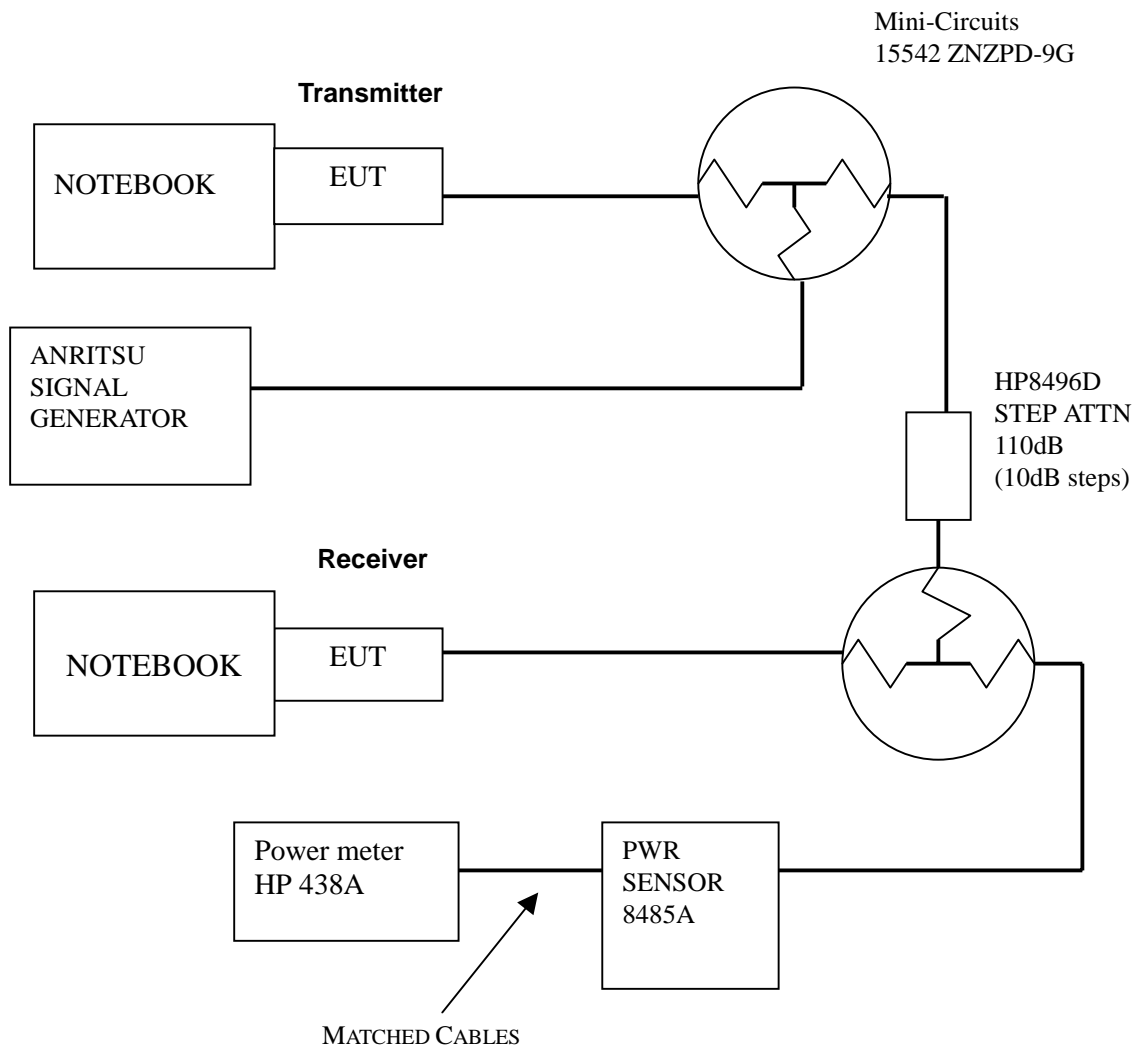 Mini-Circuits
15542 ZNZPD-9G
Transmitter
NOTEBOOK
EUT
ANRITSU
SIGNAL
GENERATOR
HP8496D
STEP ATTN
110dB
(10dB steps)
Receiver
NOTEBOOK
EUT
Power meter
HP 438A
PWR
SENSOR
8485A
MATCHED CABLES